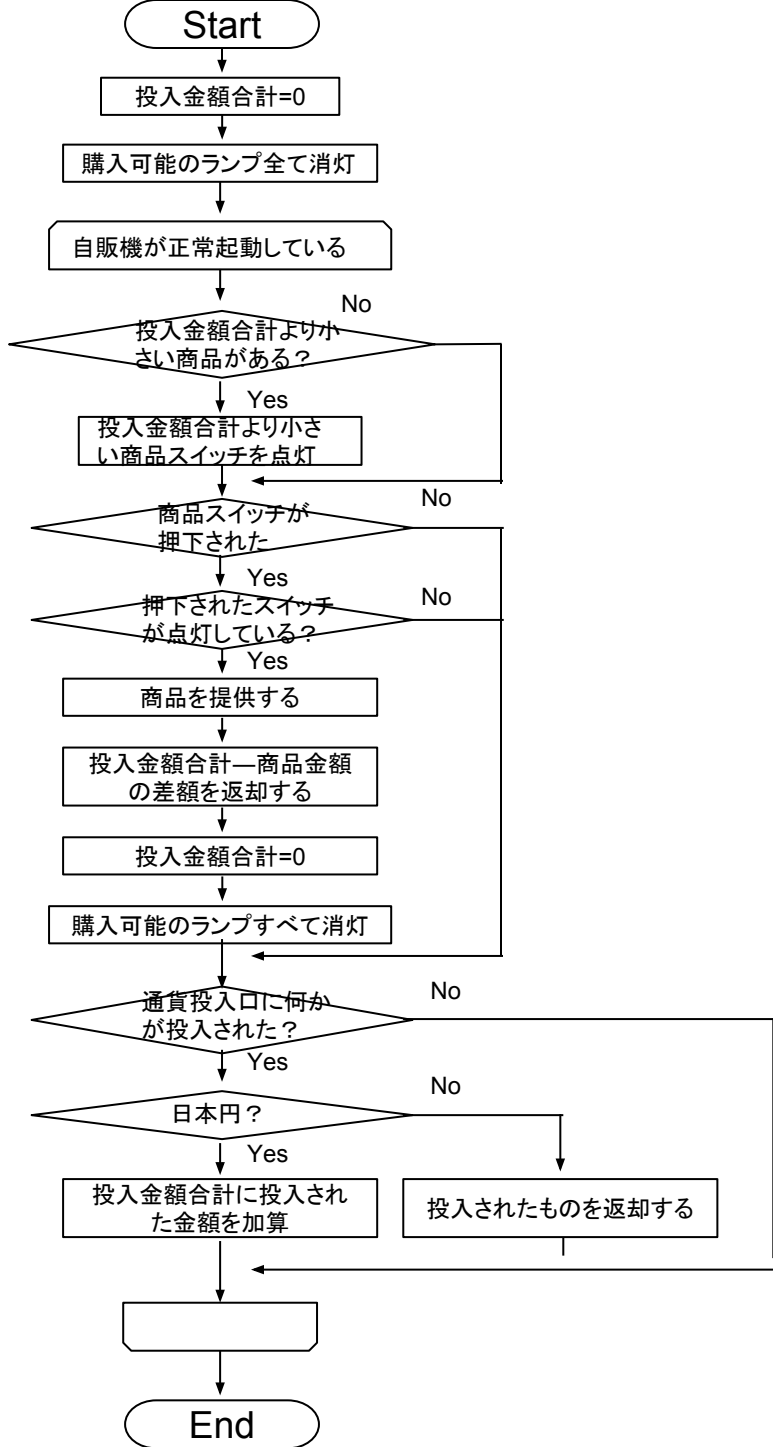 Start
投入金額合計=0
購入可能のランプ全て消灯
自販機が正常起動している
No
投入金額合計より小
さい商品がある？
Yes
投入金額合計より小さ
い商品スイッチを点灯
No
商品スイッチが
押下された
Yes
No
押下されたスイッチ
が点灯している？
Yes
商品を提供する
投入金額合計―商品金額
の差額を返却する
投入金額合計=0
購入可能のランプすべて消灯
No
通貨投入口に何か
が投入された？
Yes
No
日本円？
Yes
投入金額合計に投入され
た金額を加算
投入されたものを返却する
End